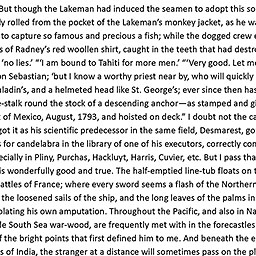 But though the Lakeman had induced the seamen to adopt this so
ly rolled from the pocket of the Lakeman’s monkey jacket, as he wa
to capture so famous and precious a fish; while the dogged crew e
s of Radney’s red woollen shirt, caught in the teeth that had destr
‘no lies.’ “‘I am bound to Tahiti for more men.’ “‘Very good. Let me
on Sebastian; ‘but I know a worthy priest near by, who will quickly
hladin’s, and a helmeted head like St. George’s; ever since then has
e-stalk round the stock of a descending anchor—as stamped and gi
t of Mexico, August, 1793, and hoisted on deck.” I doubt not the ca
got it as his scientific predecessor in the same field, Desmarest, go
s for candelabra in the library of one of his executors, correctly con
ecially in Pliny, Purchas, Hackluyt, Harris, Cuvier, etc. But I pass tha
is wonderfully good and true. The half-emptied line-tub floats on t
attles of France; where every sword seems a flash of the Northern
the loosened sails of the ship, and the long leaves of the palms in
plating his own amputation. Throughout the Pacific, and also in Na
le South Sea war-wood, are frequently met with in the forecastles
of the bright points that first defined him to me. And beneath the e
s of India, the stranger at a distance will sometimes pass on the pl